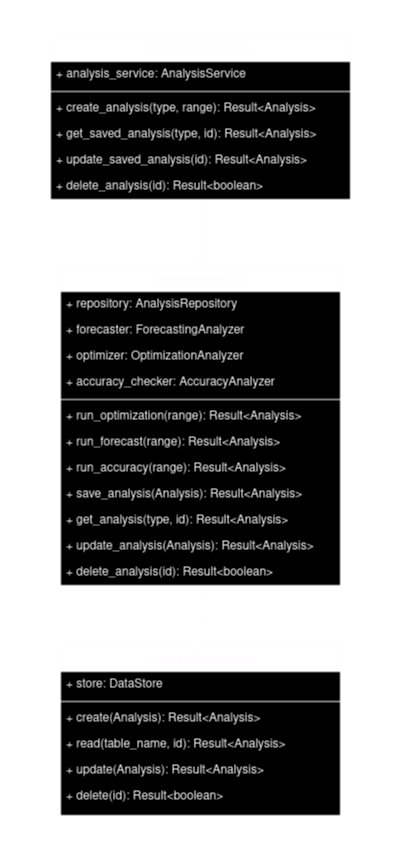 + analysis_service: AnalysisService
+ create_analysis(type, range): Result<Analysis>
+ get_saved_analysis(type, id): Result<Analysis>
+ update_saved_analysis(id): Result<Analysis>
+ delete_analysis(id): Result<boolean>
+ repository: AnalysisRepository
+ forecaster: ForecastingAnalyzer
+ optimizer: OptimizationAnalyzer
+ accuracy_checker: AccuracyAnalyzer
+ run_optimization(range): Result<Analysis>
+ run_forecast(range): Result<Analysis>
+ run_accuracy(range): Result<Analysis>
+ save_analysis(Analysis): Result<Analysis>
+ get_analysis(type, id): Result<Analysis>
+ update_analysis(Analysis): Result<Analysis>
+ delete_analysis(id): Result<boolean>
+ store: DataStore
+ create(Analysis): Result<Analysis>
+ read(table_name, id): Result<Analysis>
+ update(Analysis): Result<Analysis>
+ delete(id): Result<boolean>